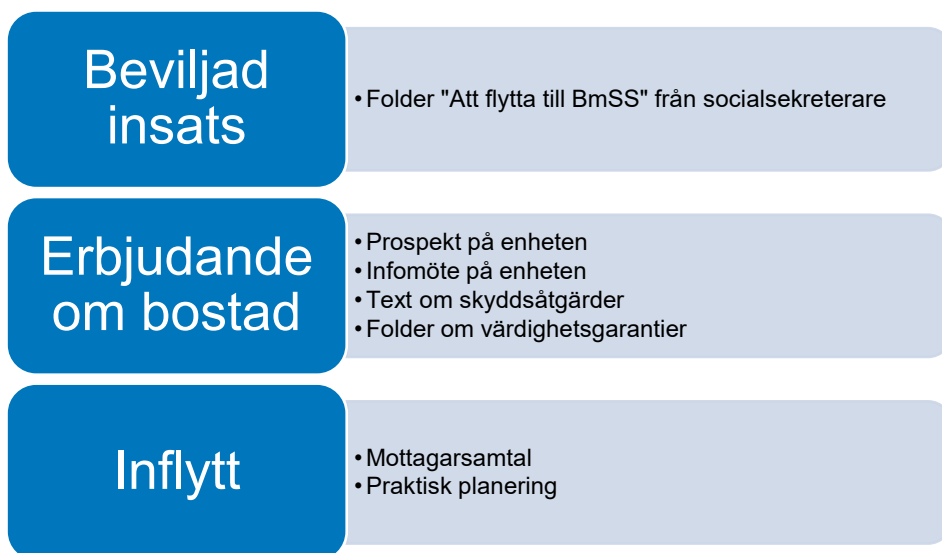 Beviljad
insats
• Folder "Att flytta till BmSS" från socialsekreterare
Erbjudande
om bostad
• Prospekt på enheten
• Infomöte på enheten
• Text om skyddsåtgärder
• Folder om värdighetsgarantier
Inflytt
• Mottagarsamtal
• Praktisk planering